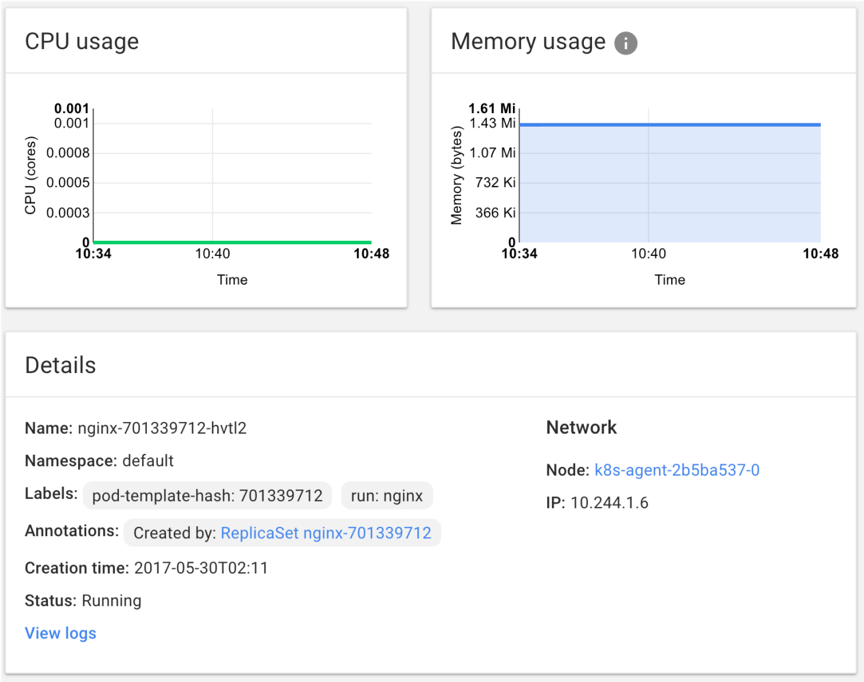 CPU usage
CPU (cores)
0.001
0.001
0.0008
0.0005
0.0003
0
10:34 10:40 10:48
Time
Memory usage i
Memory (bytes)
1.61 Mi
1.43 Mi
1.07 Mi
732 Ki
366 Ki
0
10:34 10:40 10:48
Time
Details
Name: nginx-701339712-hvtl2
Namespace: default
Labels: pod-template-hash: 701339712 run: nginx
Annotations: Created by: ReplicaSet nginx-701339712
Creation time: 2017-05-30T02:11
Status: Running
View logs
Network
Node: k8s-agent-2b5ba537-0
IP: 10.244.1.6